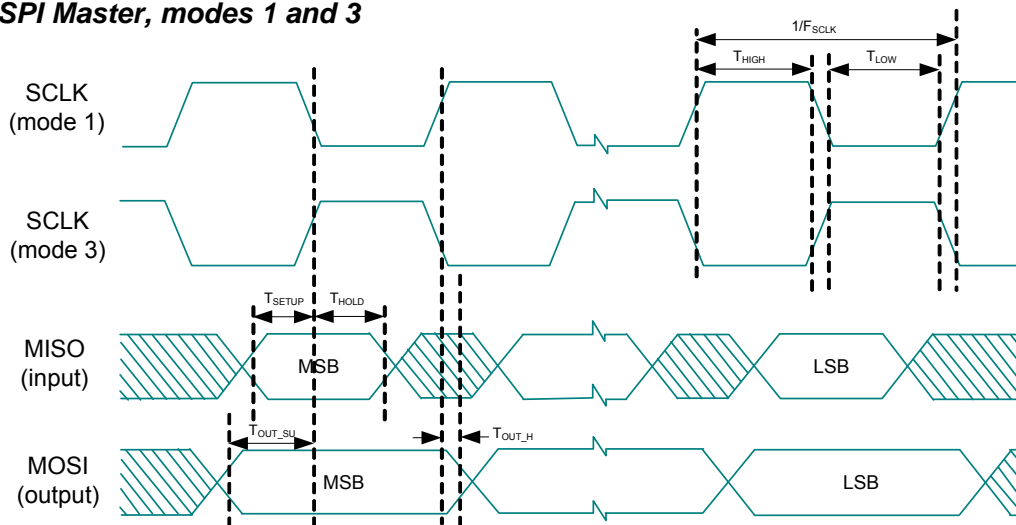 SPI Master, modes 1 and 3
1/FSCLK
THIGH
TLOW
SCLK
(mode 1)
SCLK
(mode 3)
TSETUP
THOLD
MISO
(input)
MSB
LSB
TOUT_SU
TOUT_H
MOSI
(output)
MSB
LSB